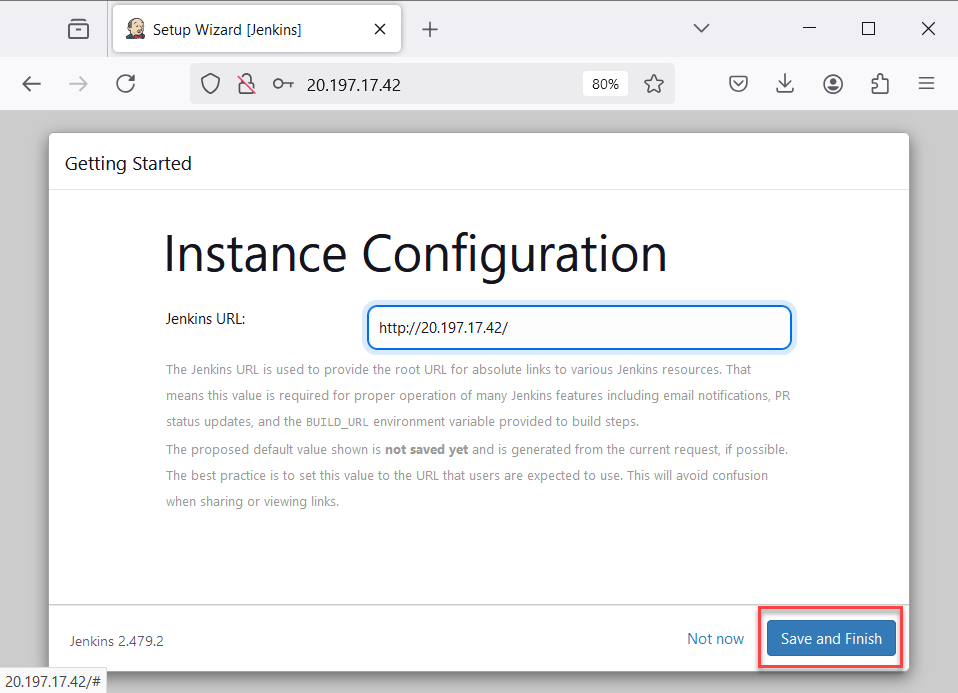 Setup Wizard [Jenkins]
20.197.17.42
80%
Getting Started
Instance Configuration
Jenkins URL:
http://20.197.17.42/
The Jenkins URL is used to provide the root URL for absolute links to various Jenkins resources. That
means this value is required for proper operation of many Jenkins features including email notifications, PR
status updates, and the BUILD_URL environment variable provided to build steps.
The proposed default value shown is not saved yet and is generated from the current request, if possible.
The best practice is to set this value to the URL that users are expected to use. This will avoid confusion
when sharing or viewing links.
Jenkins 2.479.2
Not now
Save and Finish
20.197.17.42/#